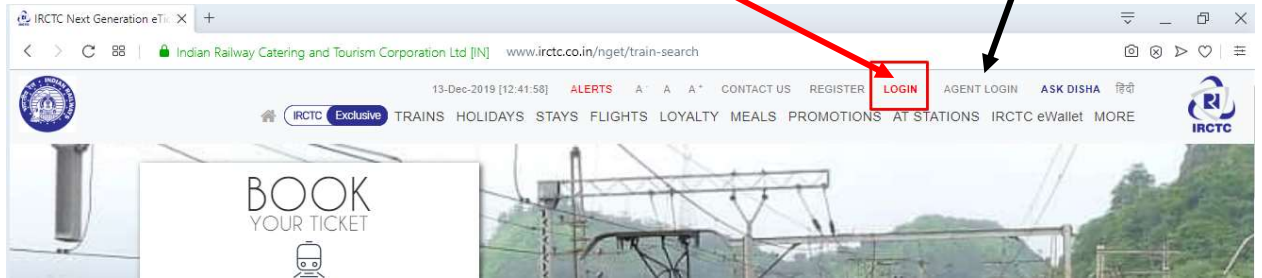 IRCTC Next Generation eTic
Indian Railway Catering and Tourism Corporation Ltd [IN] www.irctc.co.in/nget/train-search
13-Dec-2019 [12:41:58] ALERTS A- A A+ CONTACT US REGISTER LOGIN AGENT LOGIN ASK DISHA हिंदी
IRCTC Exclusive TRAINS HOLIDAYS STAYS FLIGHTS LOYALTY MEALS PROMOTIONS AT STATIONS IRCTC eWallet MORE
IRCTC
BOOK
YOUR TICKET